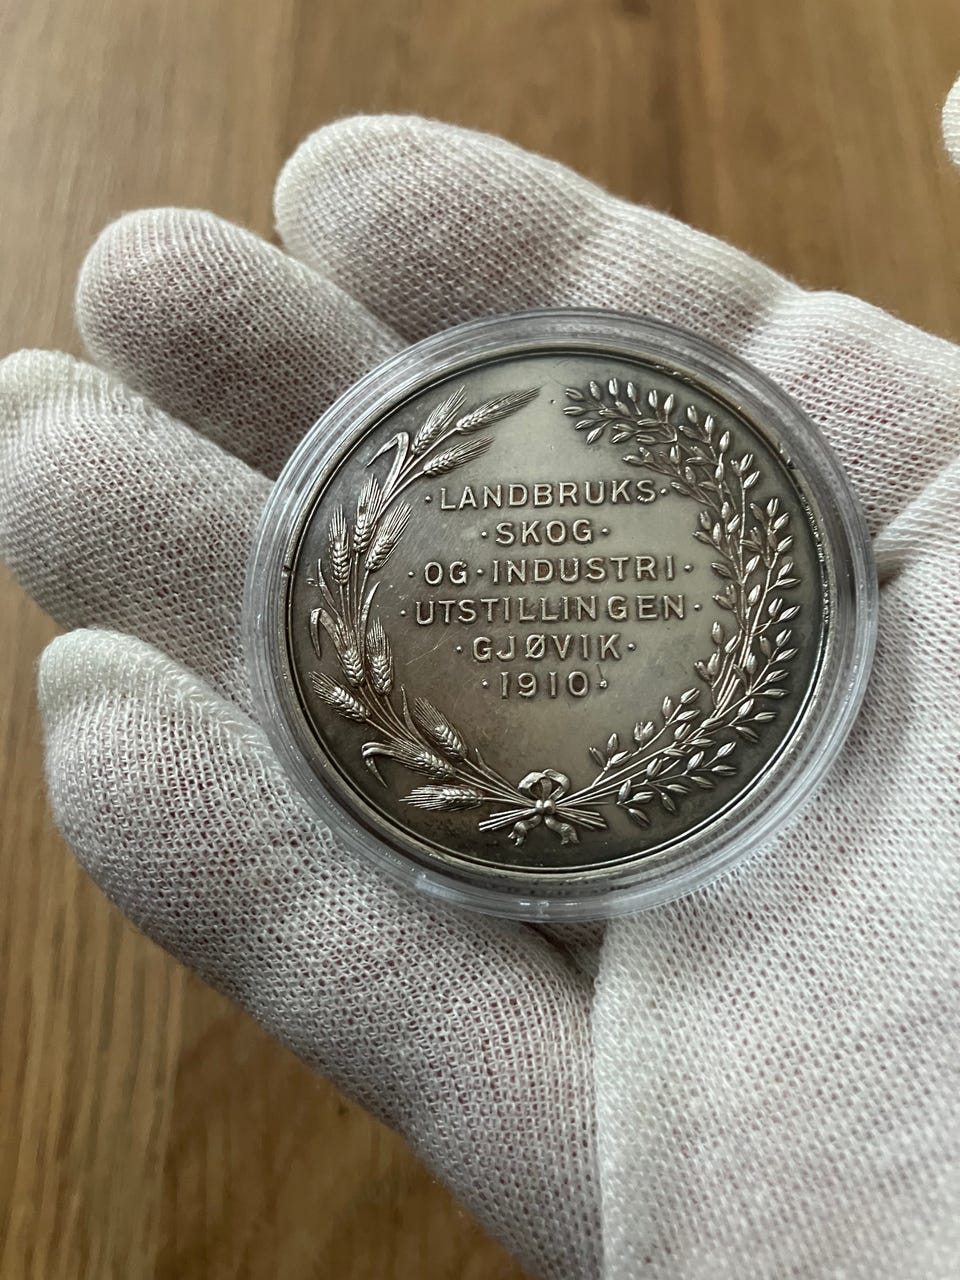 ·LANDBRUKS·
·SKOG·
·OG·INDUSTRI·
·UTSTILLINGEN·
·GJØVIK·
·1910·